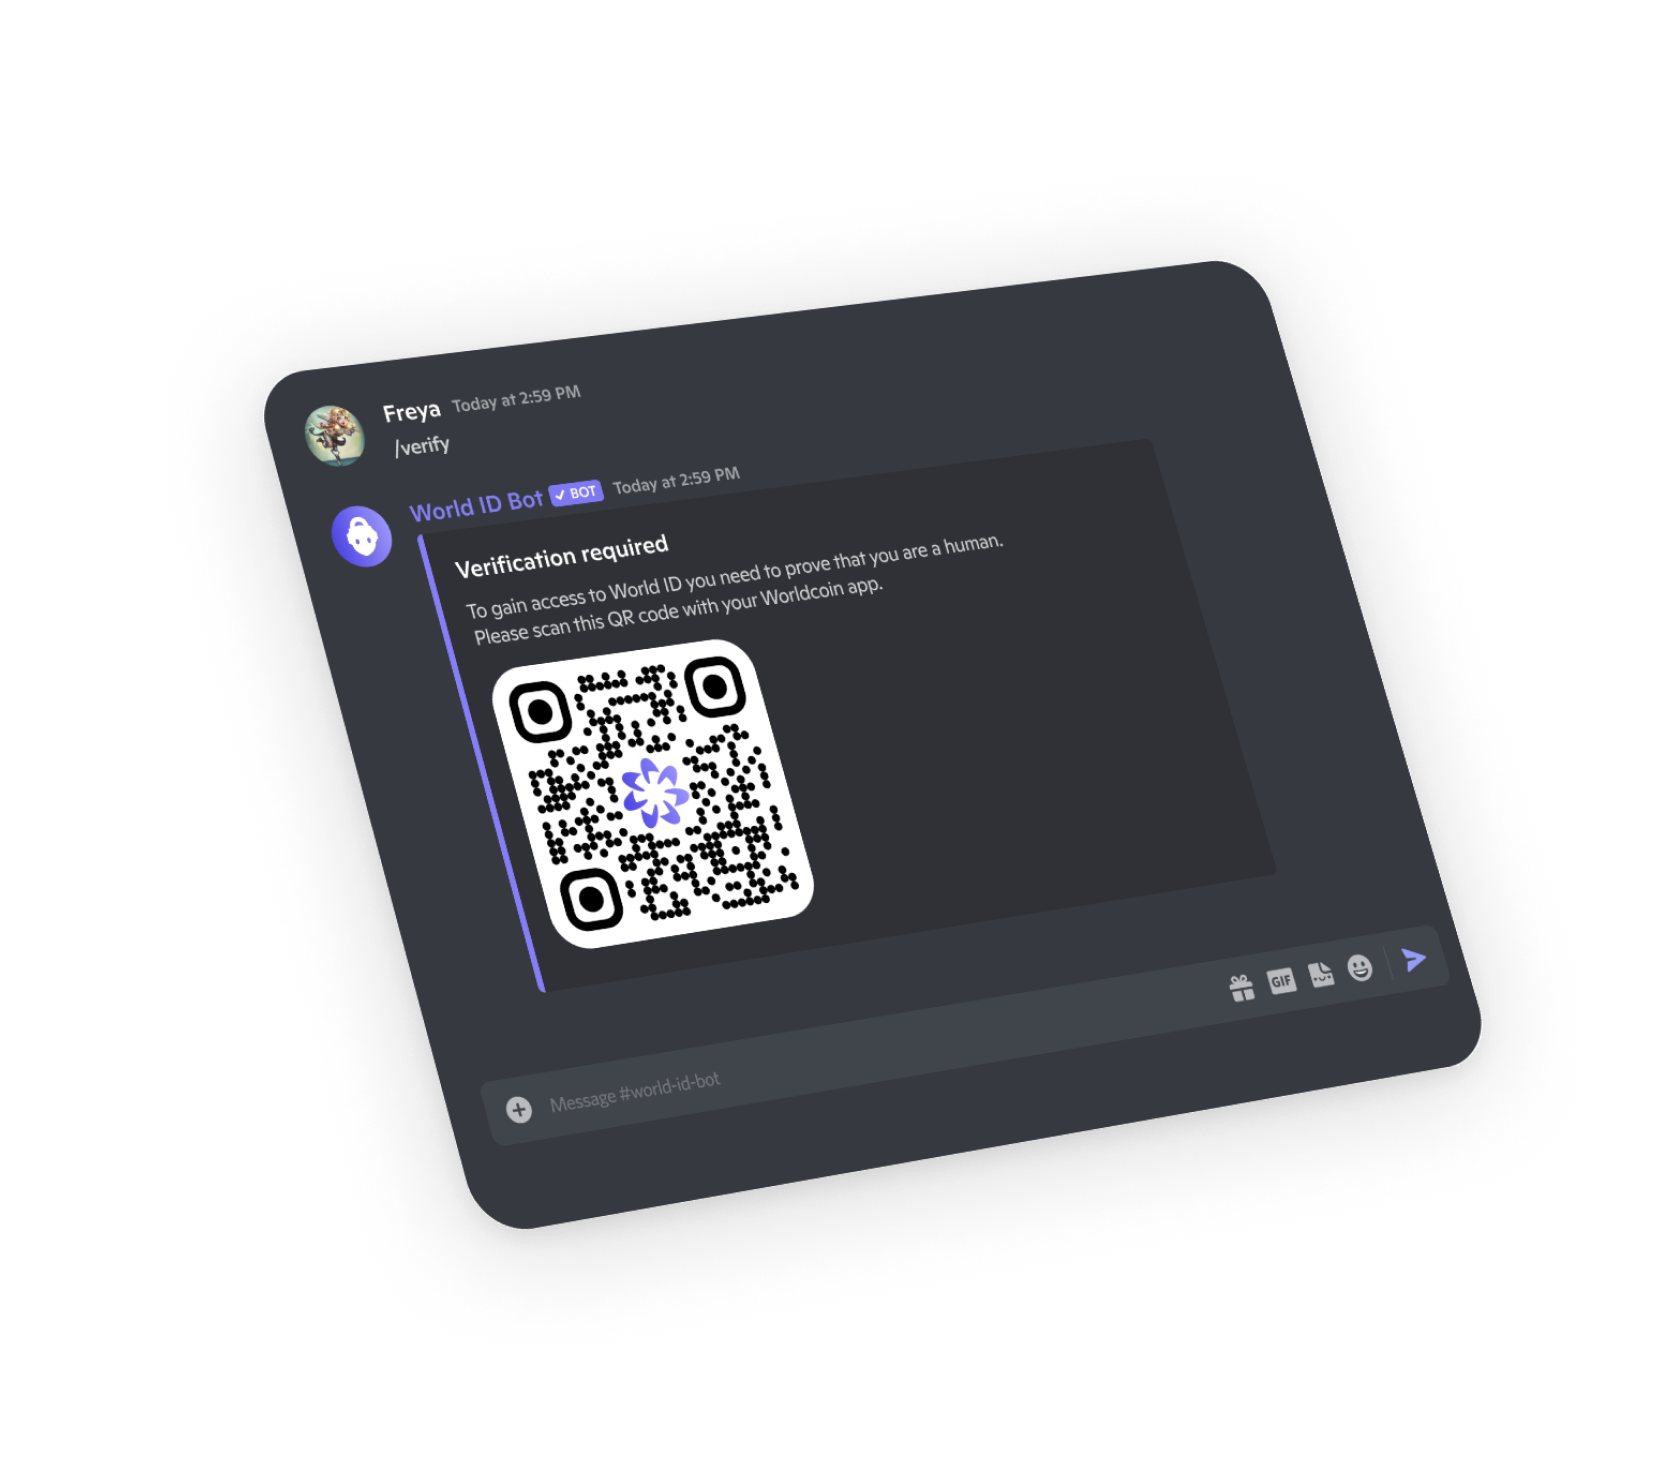 Freya Today at 2:59 PM
/verify
World ID Bot ✓ BOT Today at 2:59 PM
Verification required
To gain access to World ID you need to prove that you are a human.
Please scan this QR code with your Worldcoin app.
GIF
Message #world-id-bot